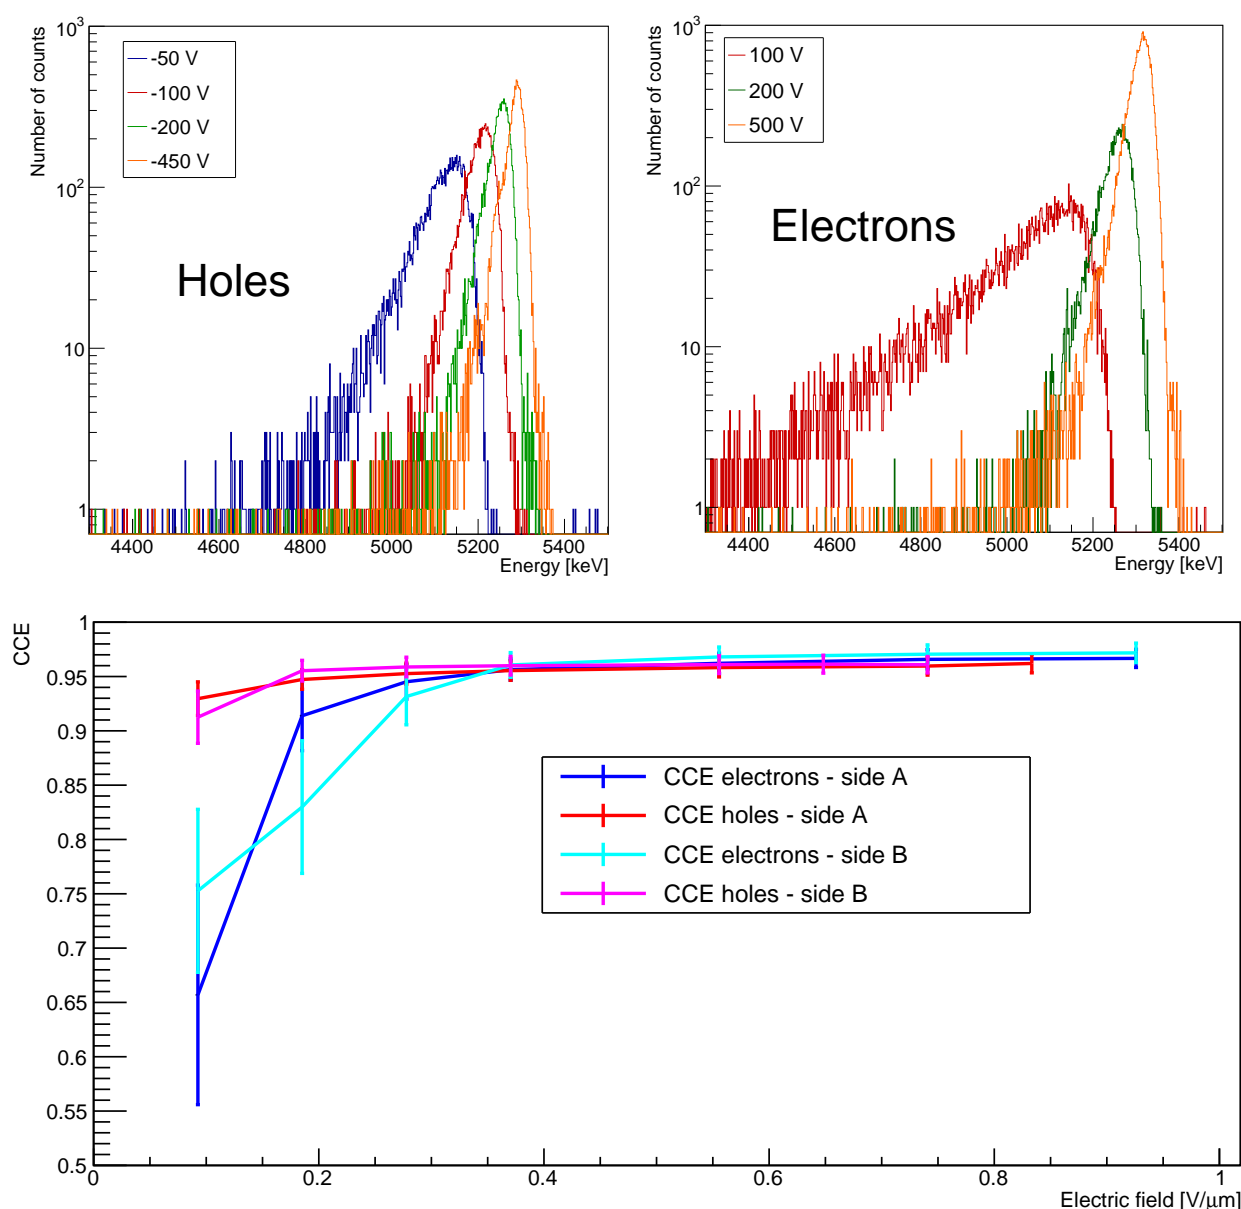 Number of counts
10³
10²
10
1
-50 V
-100 V
-200 V
-450 V
Holes
4400 4600 4800 5000 5200 5400
Energy [keV]
Number of counts
10³
10²
10
1
100 V
200 V
500 V
Electrons
4400 4600 4800 5000 5200 5400
Energy [keV]
CCE
1
0.95
0.9
0.85
0.8
0.75
0.7
0.65
0.6
0.55
0.5
CCE electrons - side A
CCE holes - side A
CCE electrons - side B
CCE holes - side B
0 0.2 0.4 0.6 0.8 1
Electric field [V/μm]